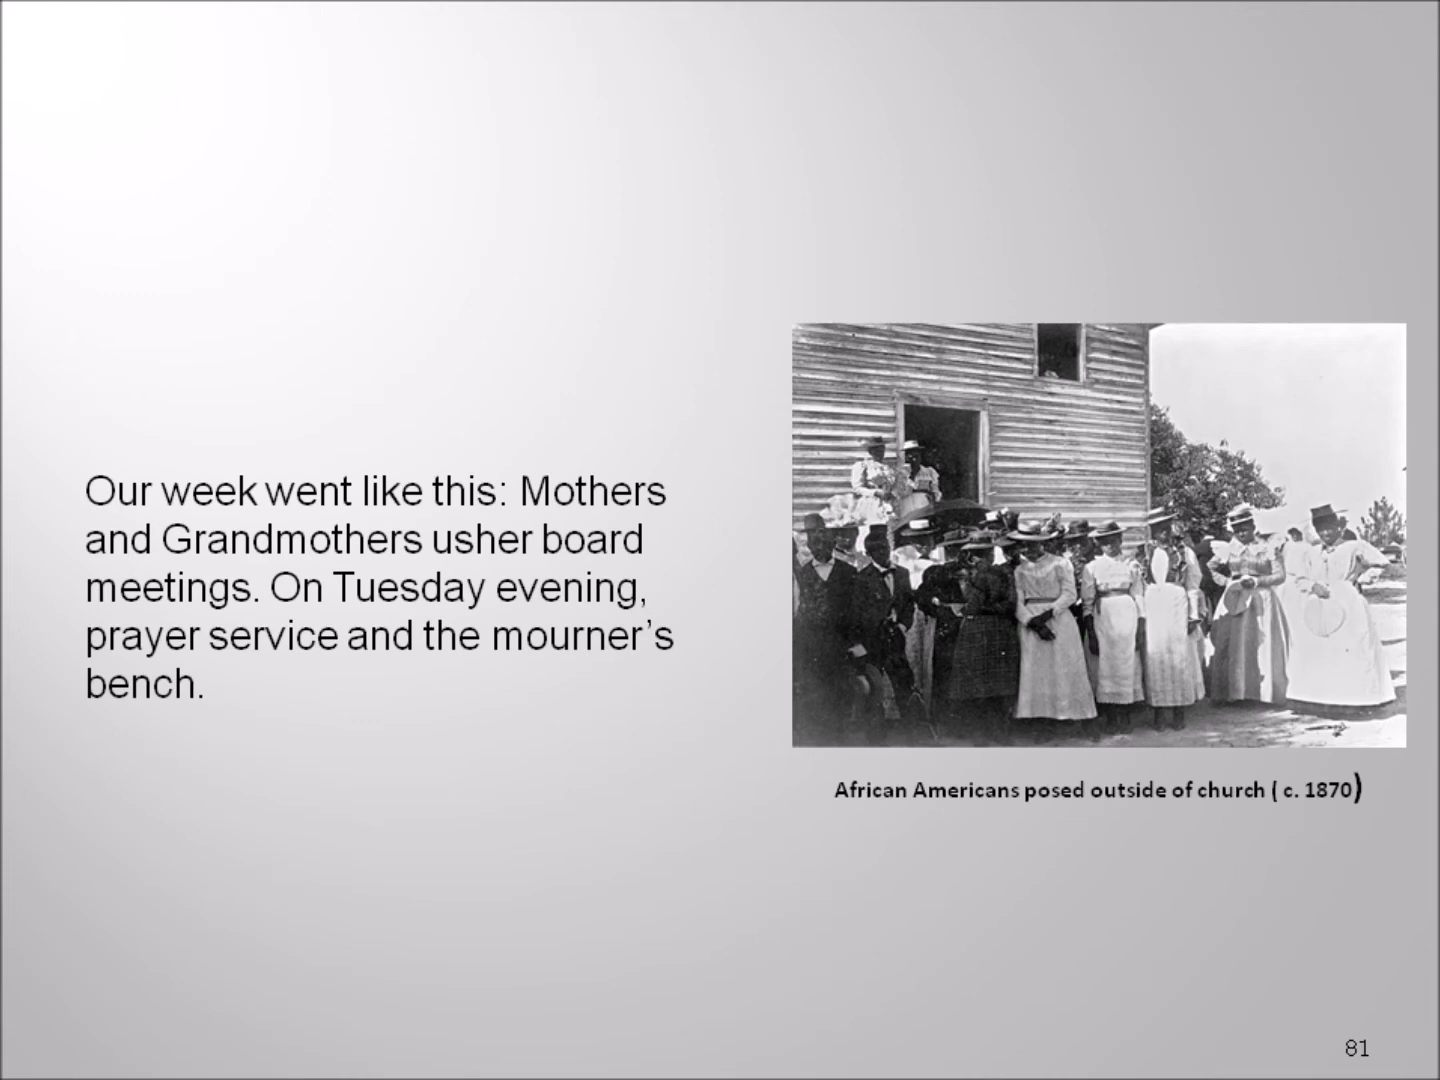 Our week went like this: Mothers
and Grandmothers usher board
meetings. On Tuesday evening,
prayer service and the mourner’s
bench.
African Americans posed outside of church ( c. 1870)
81